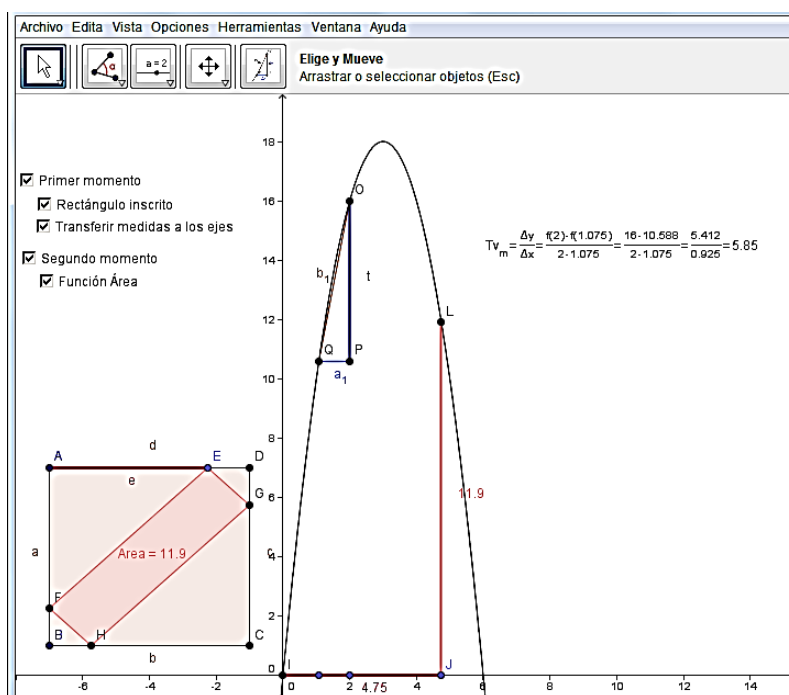 Archivo Edita Vista Opciones Herramientas Ventana Ayuda
a = 2
α
Elige y Mueve
Arrastrar o seleccionar objetos (Esc)
Primer momento
Rectángulo inscrito
Transferir medidas a los ejes
Segundo momento
Función Área
18
16
14
12
10
8
6
4
2
0
O
b₁
t
Q
P
a₁
L
11.9
Tvₘ = Δy/Δx = f(2)-f(1.075)/2-1.075 = 16-10.588/2-1.075 = 5.412/0.925 = 5.85
d
A
E
D
e
G
a
Area = 11.9
c
F
B
H
C
b
I
J
-6 -4 -2 0 2 4.75 6 8 10 12 14